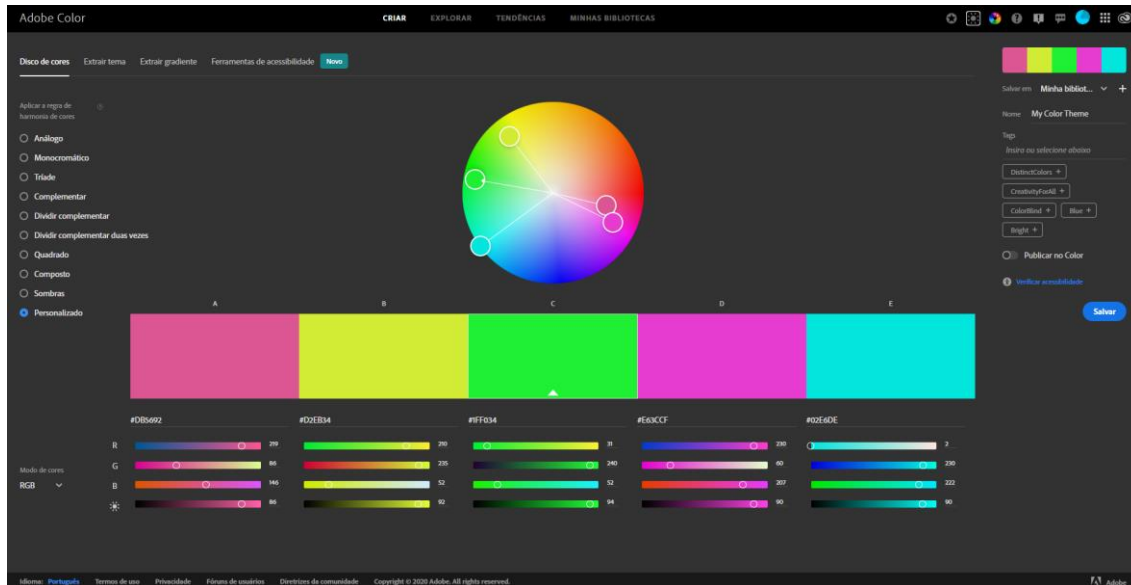 Adobe Color
CRIAR EXPLORAR TENDÊNCIAS MINHAS BIBLIOTECAS
Disco de cores Extrair tema Extrair gradiente Ferramentas de acessibilidade Novo
Aplicar a regra de
harmonia de cores
Análogo
Monocromático
Tríade
Complementar
Dividir complementar
Dividir complementar duas vezes
Quadrado
Composto
Sombras
Personalizado
A B C D E
#DB5692 #D2EB34 #1FF034 #E63CCF #02E6DE
R 219 210 31 230 2
G 86 235 240 60 230
B 146 52 52 207 222
86 92 94 90 90
Modo de cores
RGB
Salvar em Minha bibliot...
Nome My Color Theme
Tags
Insira ou selecione abaixo
DistinctColors +
CreativityForAll +
ColorBlind + Blue +
Bright +
Publicar no Color
Verificar acessibilidade
Salvar
Idioma: Português Termos de uso Privacidade Fóruns de usuários Diretrizes da comunidade Copyright © 2020 Adobe. All rights reserved.
Adobe